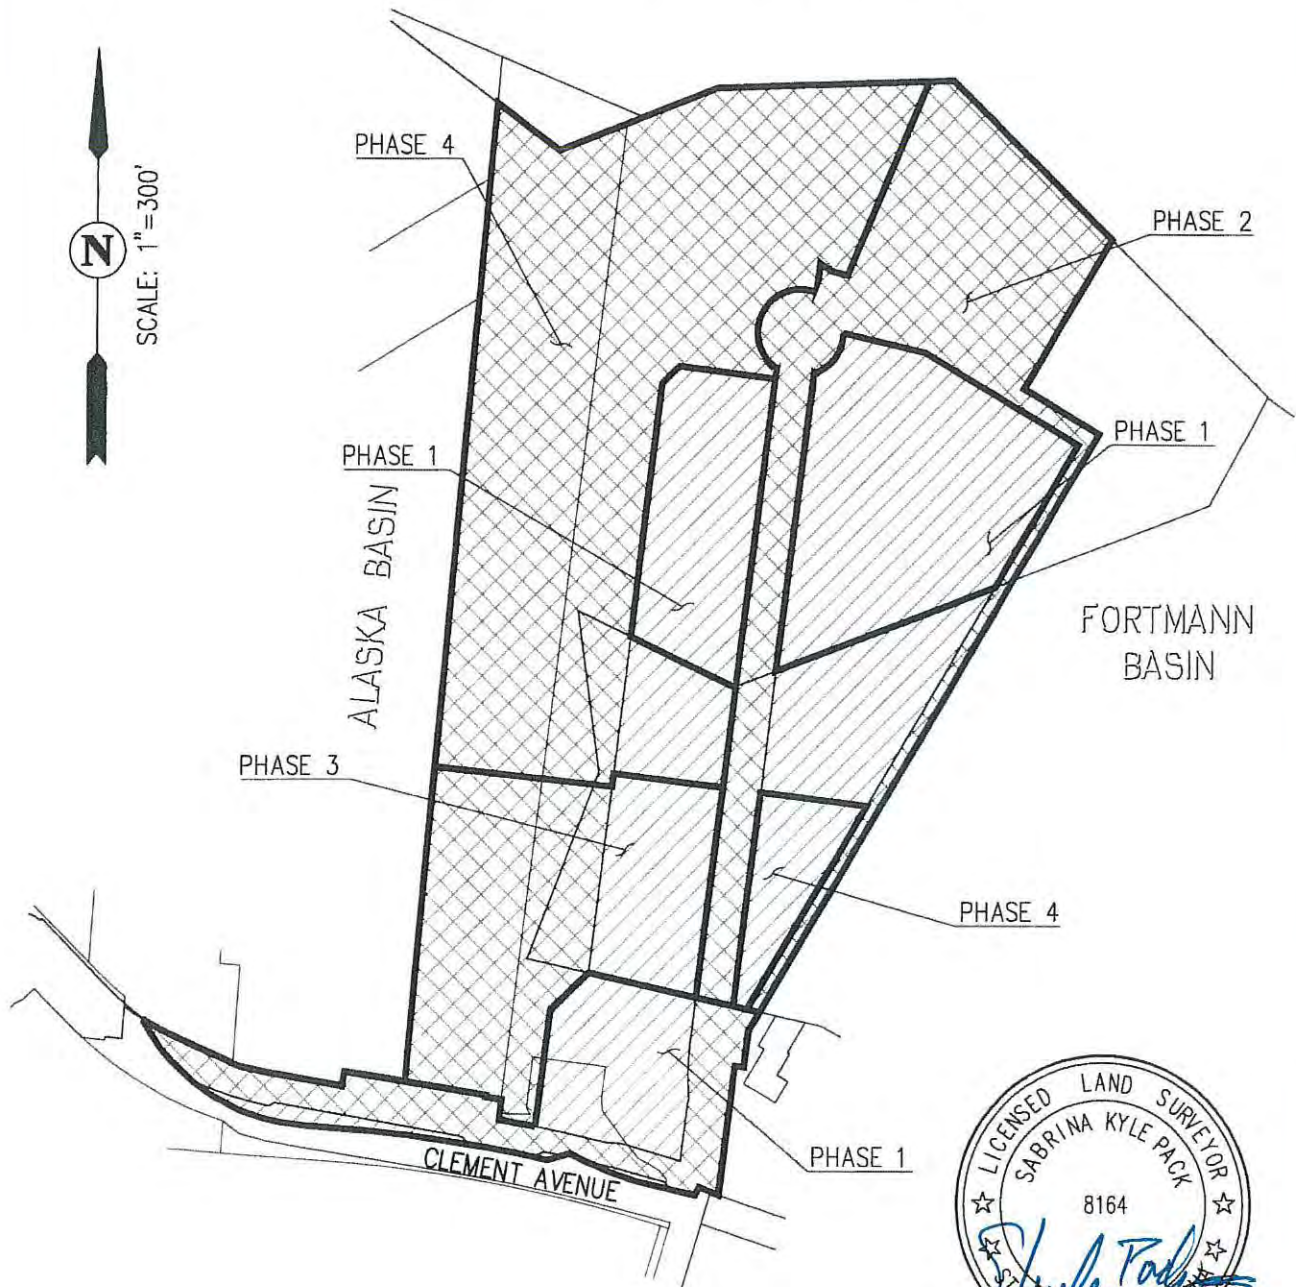 PHASE 4
PHASE 2
N
SCALE: 1"=300'
PHASE 1
PHASE 1
ALASKA BASIN
FORTMANN
BASIN
PHASE 3
PHASE 4
PHASE 1
CLEMENT AVENUE
LICENSED LAND SURVEYOR
SABRINA KYLE PACK
8164